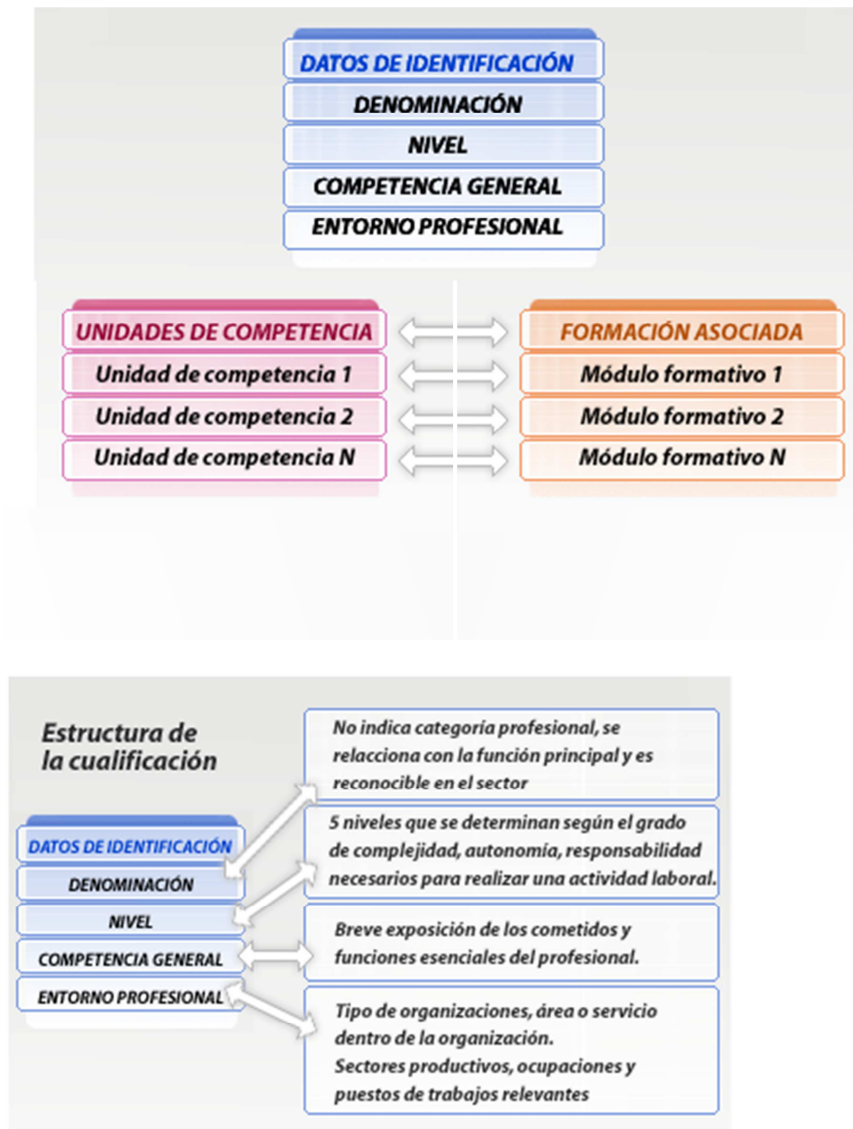 DATOS DE IDENTIFICACIÓN
DENOMINACIÓN
NIVEL
COMPETENCIA GENERAL
ENTORNO PROFESIONAL
UNIDADES DE COMPETENCIA
Unidad de competencia 1
Unidad de competencia 2
Unidad de competencia N
FORMACIÓN ASOCIADA
Módulo formativo 1
Módulo formativo 2
Módulo formativo N
Estructura de
la cualificación
DATOS DE IDENTIFICACIÓN
DENOMINACIÓN
NIVEL
COMPETENCIA GENERAL
ENTORNO PROFESIONAL
No indica categoría profesional, se
relacciona con la función principal y es
reconocible en el sector
5 niveles que se determinan según el grado
de complejidad, autonomía, responsabilidad
necesarios para realizar una actividad laboral.
Breve exposición de los cometidos y
funciones esenciales del profesional.
Tipo de organizaciones, área o servicio
dentro de la organización.
Sectores productivos, ocupaciones y
puestos de trabajos relevantes